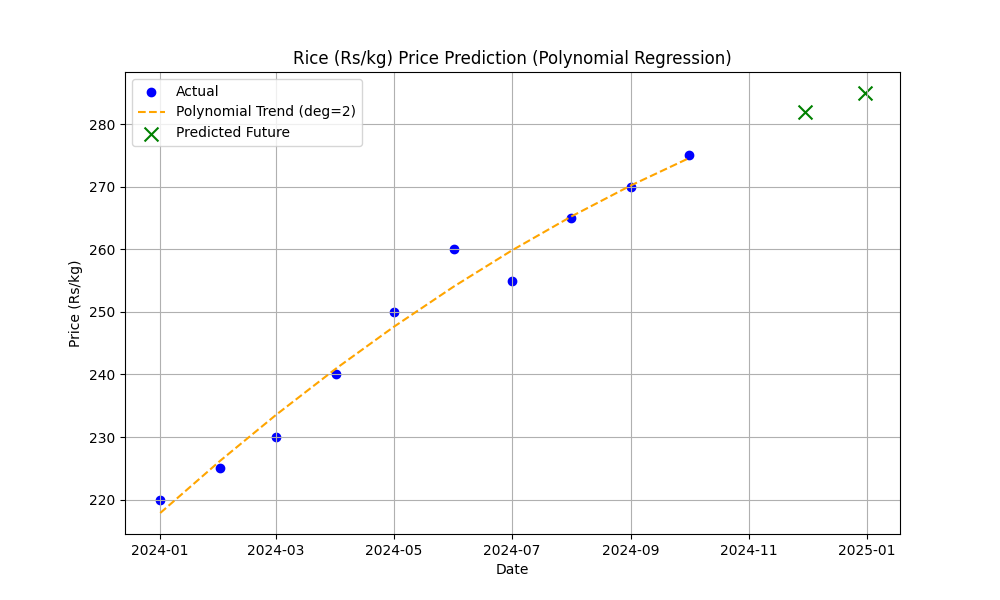 Rice (Rs/kg) Price Prediction (Polynomial Regression)
Actual
Polynomial Trend (deg=2)
Predicted Future
280
270
260
250
240
230
220
Price (Rs/kg)
2024-01 2024-03 2024-05 2024-07 2024-09 2024-11 2025-01
Date